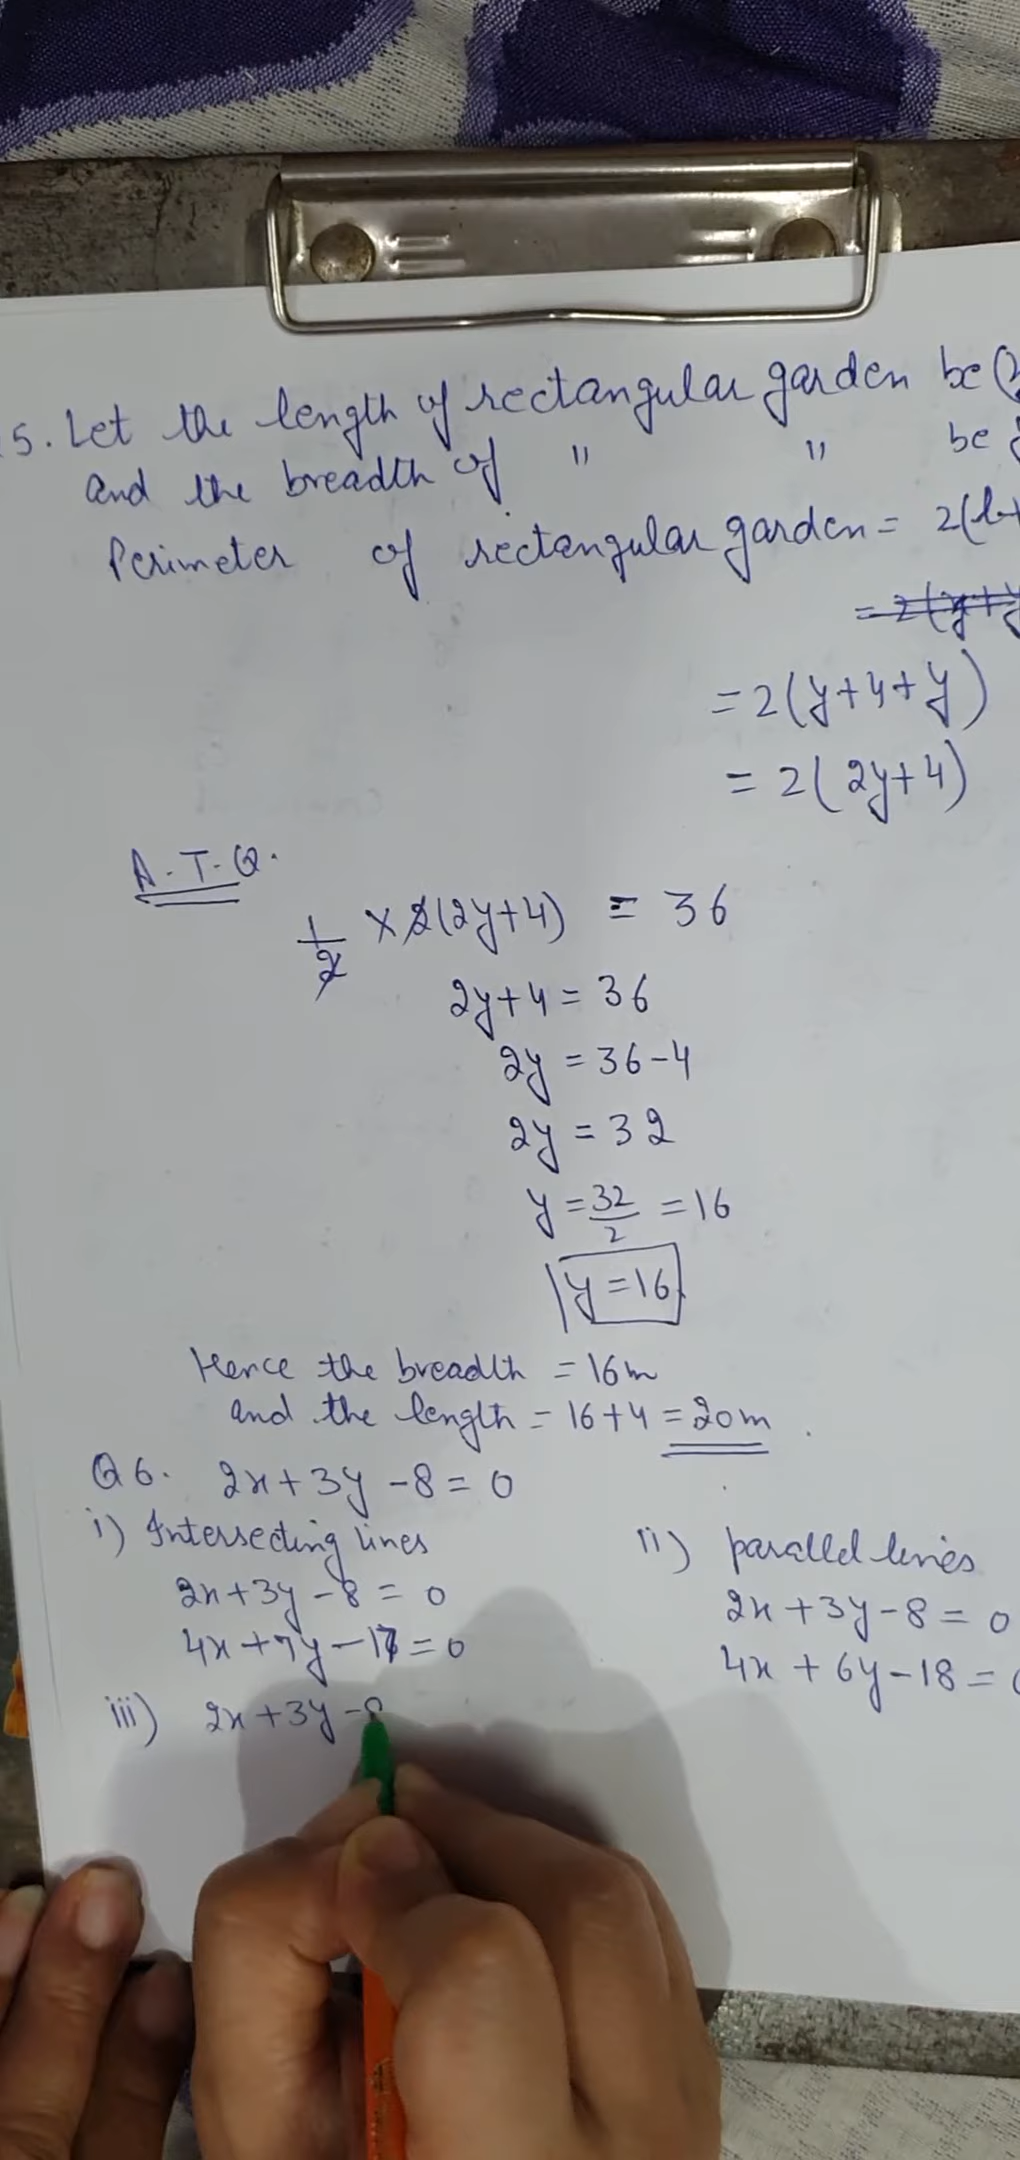 5. Let the length of rectangular garden be
and the breadth of " " be
Perimeter of rectangular garden = 2(l+
= 2(y+y
= 2(y+4+y)
= 2(2y+4)
A.T.Q.
1/2 × 2(2y+4) = 36
2y+4 = 36
2y = 36-4
2y = 32
y = 32/2 = 16
y = 16
Hence the breadth = 16m
and the length = 16+4 = 20m.
Q6. 2x+3y-8=0
i) Intersecting lines
2x+3y-8=0
4x+7y-17=0
ii) parallel lines
2x+3y-8=0
4x+6y-18=
iii) 2x+3y-8